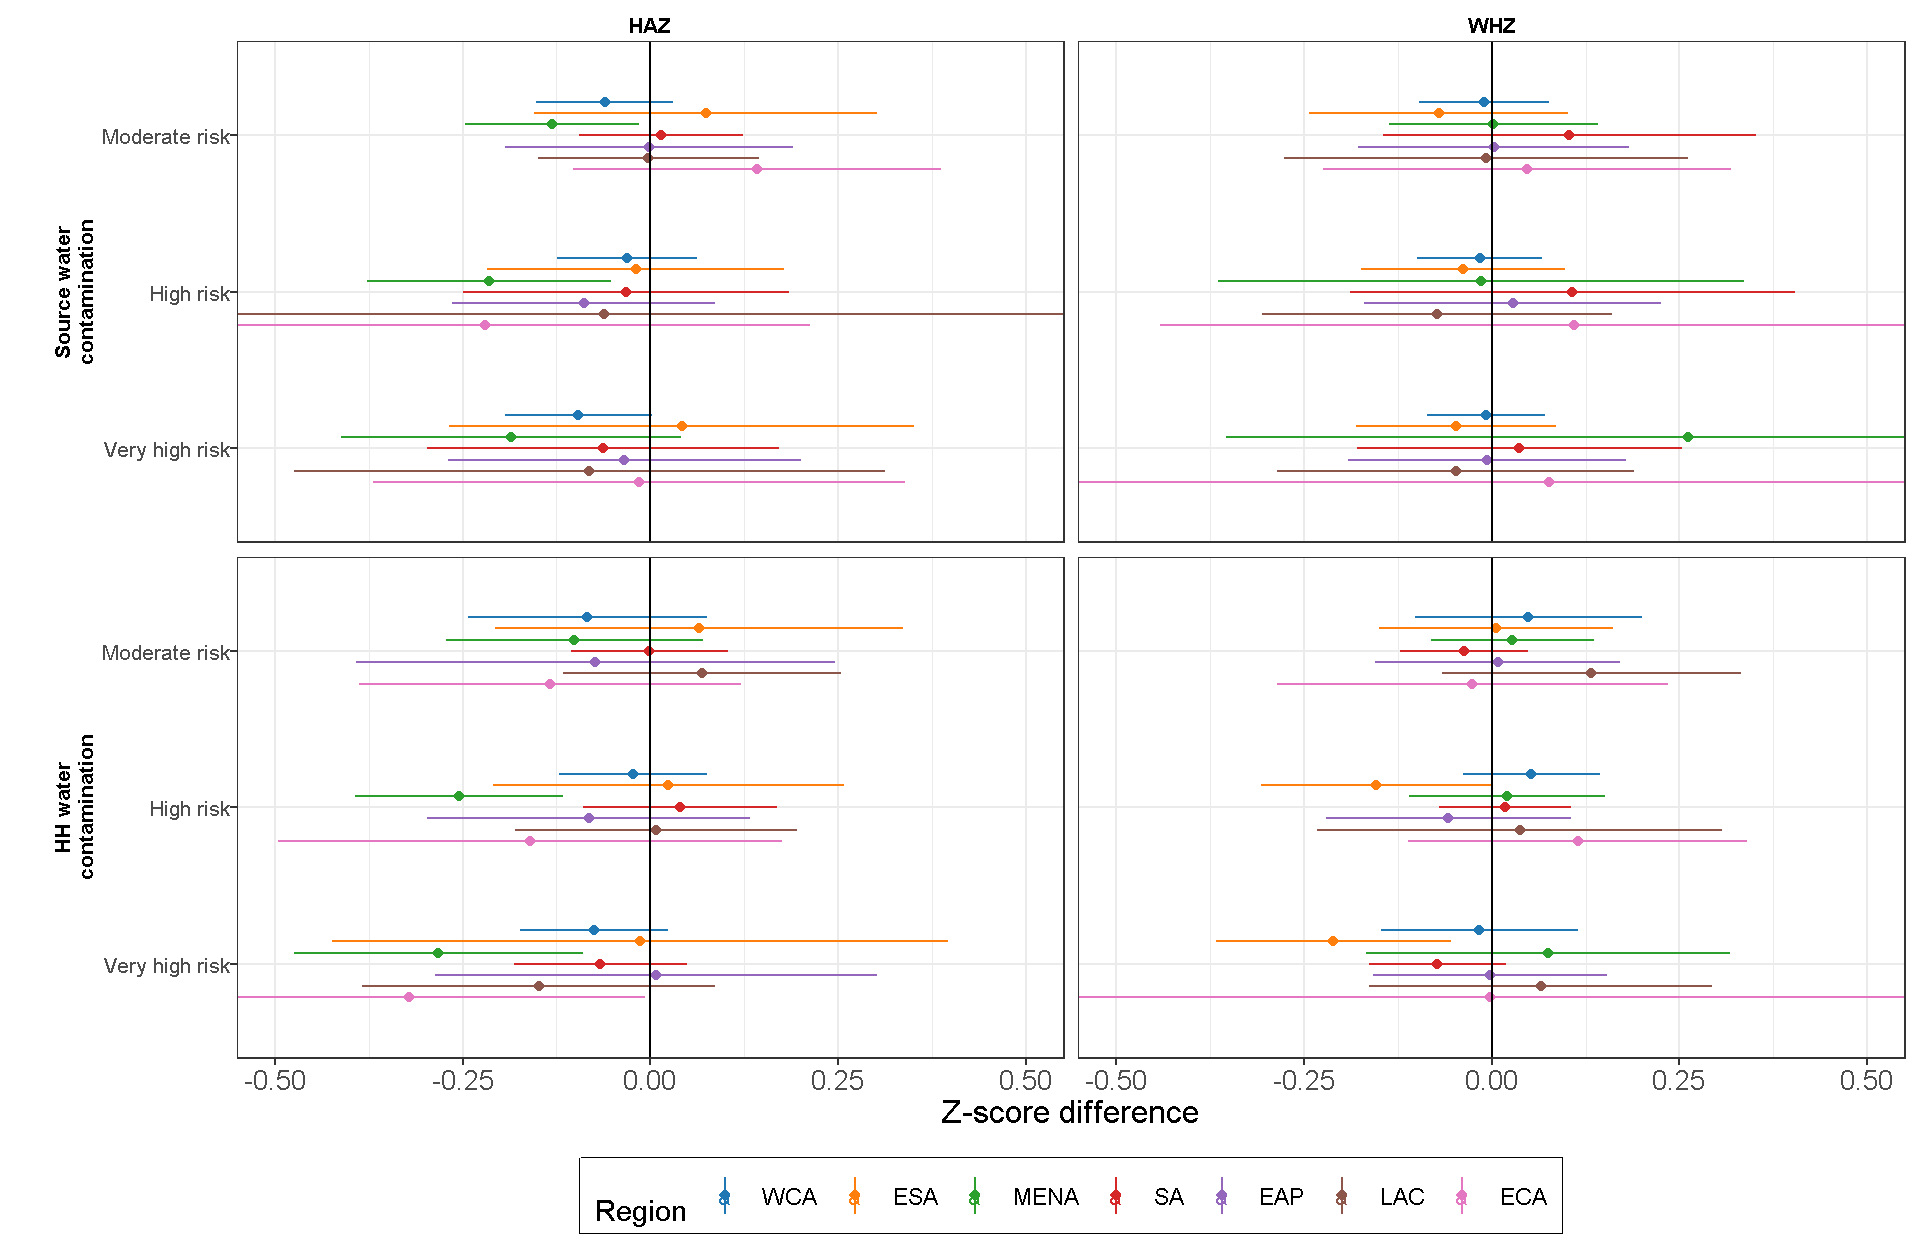 HAZ
WHZ
Source water
contamination
Moderate risk
High risk
Very high risk
HH water
contamination
Moderate risk
High risk
Very high risk
-0.50 -0.25 0.00 0.25 0.50
-0.50 -0.25 0.00 0.25 0.50
Z-score difference
Region a WCA a ESA a MENA a SA a EAP a LAC a ECA